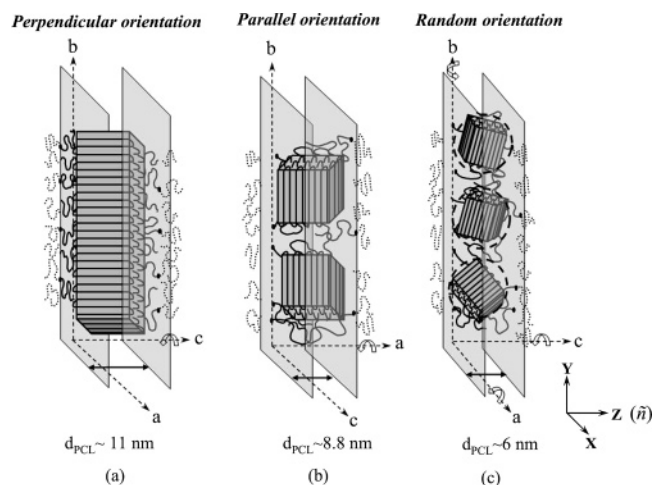 Perpendicular orientation Parallel orientation Random orientation
b b b
c a c
a c a
Y
Z (ñ)
X
d_PCL~ 11 nm d_PCL~8.8 nm d_PCL~6 nm
(a) (b) (c)